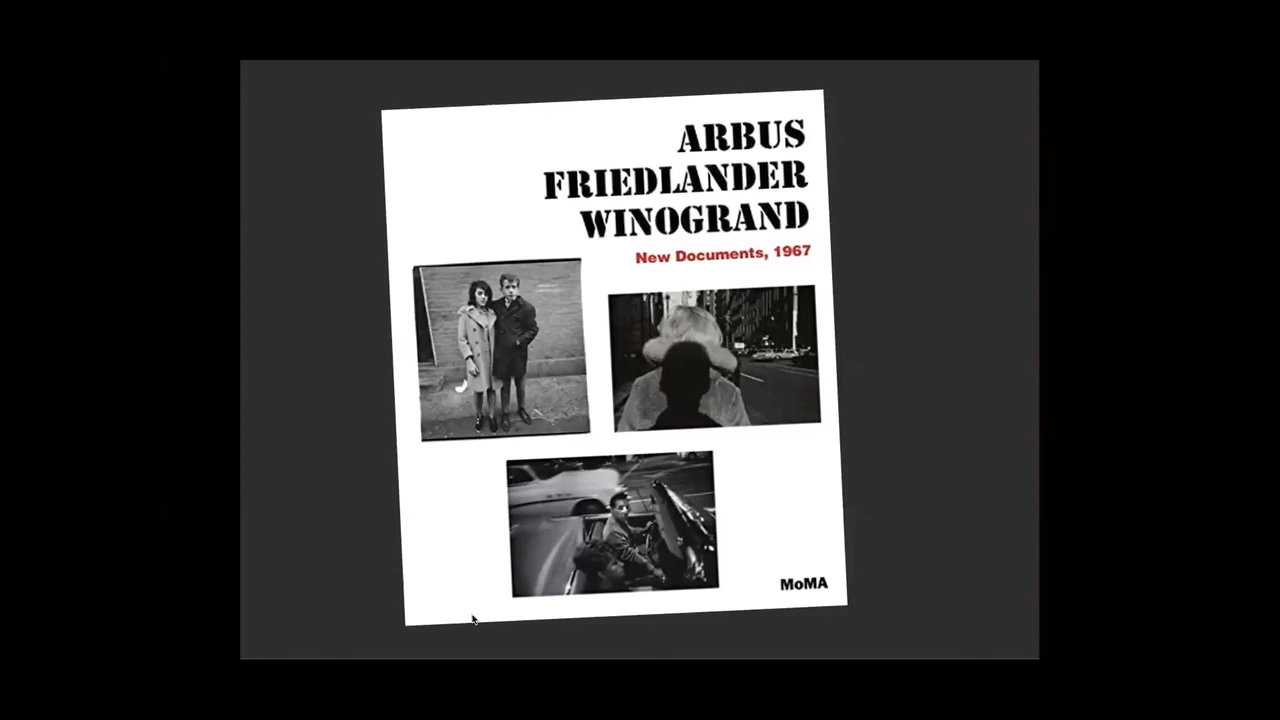 ARBUS
FRIEDLANDER
WINOGRAND
New Documents, 1967
MoMA